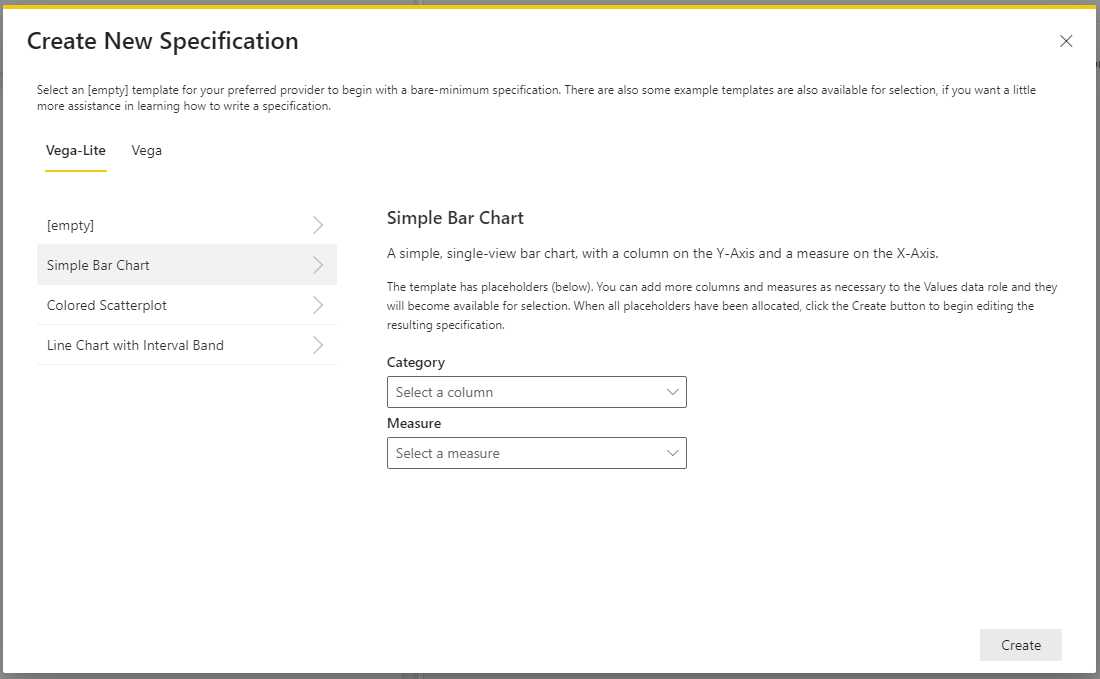 Create New Specification
Select an [empty] template for your preferred provider to begin with a bare-minimum specification. There are also some example templates are also available for selection, if you want a little
more assistance in learning how to write a specification.
Vega-Lite
Vega
[empty]
Simple Bar Chart
Colored Scatterplot
Line Chart with Interval Band
Simple Bar Chart
A simple, single-view bar chart, with a column on the Y-Axis and a measure on the X-Axis.
The template has placeholders (below). You can add more columns and measures as necessary to the Values data role and they
will become available for selection. When all placeholders have been allocated, click the Create button to begin editing the
resulting specification.
Category
Select a column
Measure
Select a measure
Create